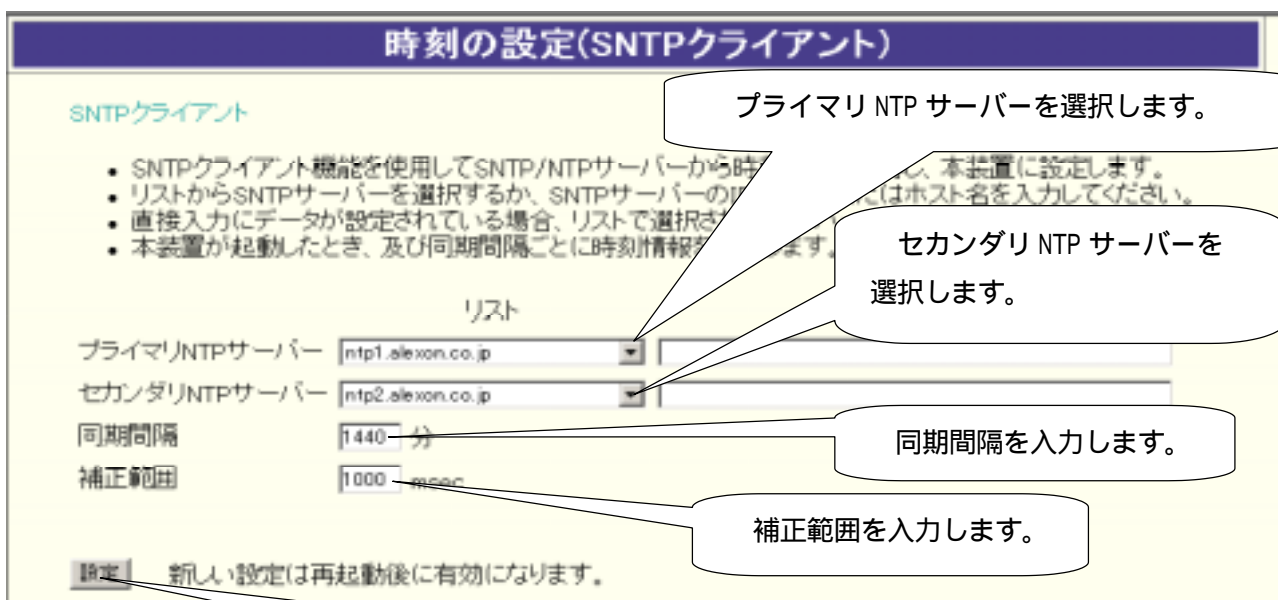 時刻の設定(SNTPクライアント)
プライマリ NTP サーバーを選択します。
SNTPクライアント
• SNTPクライアント機能を使用してSNTP/NTPサーバーから時 し、本装置に設定します。
• リストからSNTPサーバーを選択するか、SNTPサーバーのIP にはホスト名を入力してください。
• 直接入力にデータが設定されている場合、リストで選択さ
• 本装置が起動したとき、及び同期間隔ごとに時刻情報を します。
セカンダリ NTP サーバーを
選択します。
リスト
プライマリNTPサーバー ntp1.alexon.co.jp
セカンダリNTPサーバー ntp2.alexon.co.jp
同期間隔 1440 分
同期間隔を入力します。
補正範囲 1000 msec
補正範囲を入力します。
設定 新しい設定は再起動後に有効になります。